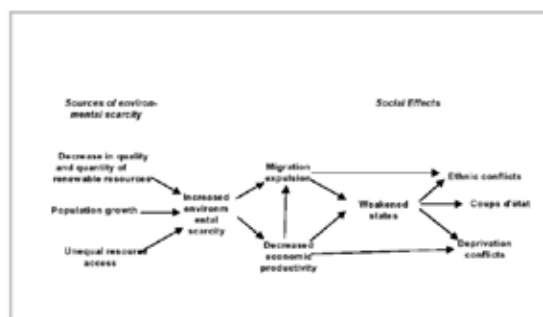 Sources of environ-
mental scarcity
Social Effects
Decrease in quality
and quantity of
renewable resources
Population growth
Unequal resource
access
Increased
environm
ental
scarcity
Migration
expulsion
Decreased
economic
productivity
Weakened
states
Ethnic conflicts
Coups d'etat
Deprivation
conflicts